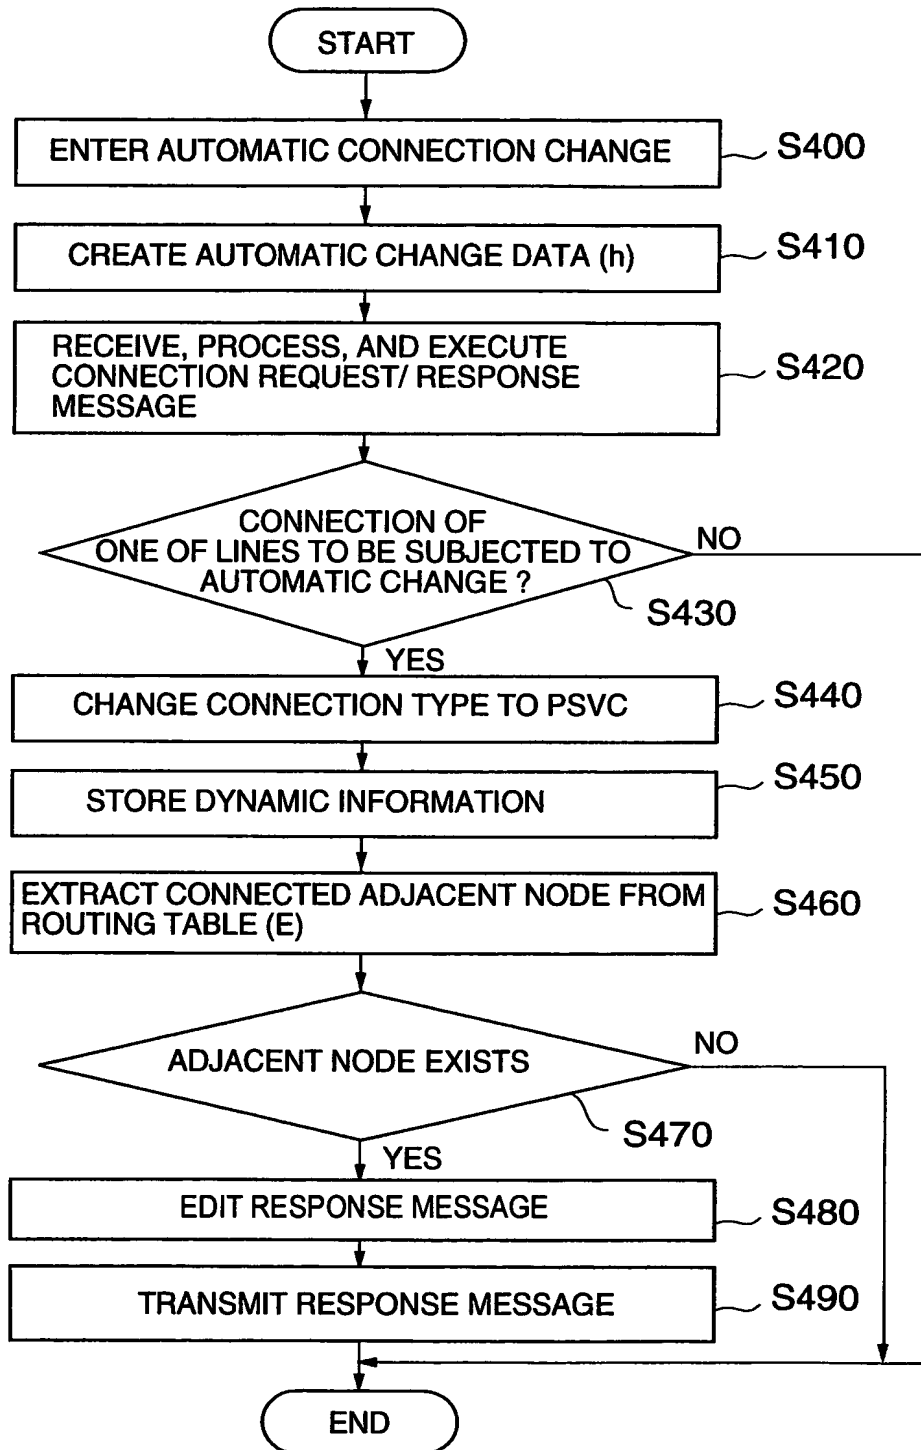 START
ENTER AUTOMATIC CONNECTION CHANGE
S400
CREATE AUTOMATIC CHANGE DATA (h)
S410
RECEIVE, PROCESS, AND EXECUTE
CONNECTION REQUEST/ RESPONSE
MESSAGE
S420
CONNECTION OF
ONE OF LINES TO BE SUBJECTED TO
AUTOMATIC CHANGE ?
NO
S430
YES
CHANGE CONNECTION TYPE TO PSVC
S440
STORE DYNAMIC INFORMATION
S450
EXTRACT CONNECTED ADJACENT NODE FROM
ROUTING TABLE (E)
S460
ADJACENT NODE EXISTS
NO
S470
YES
EDIT RESPONSE MESSAGE
S480
TRANSMIT RESPONSE MESSAGE
S490
END